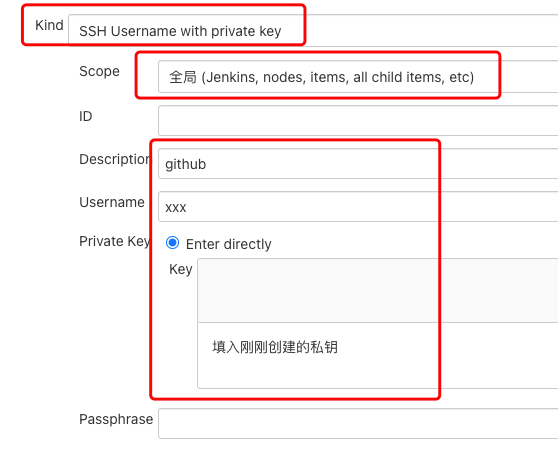 Kind SSH Username with private key
Scope 全局 (Jenkins, nodes, items, all child items, etc)
ID
Description github
Username xxx
Private Key Enter directly
Key
填入刚刚创建的私钥
Passphrase